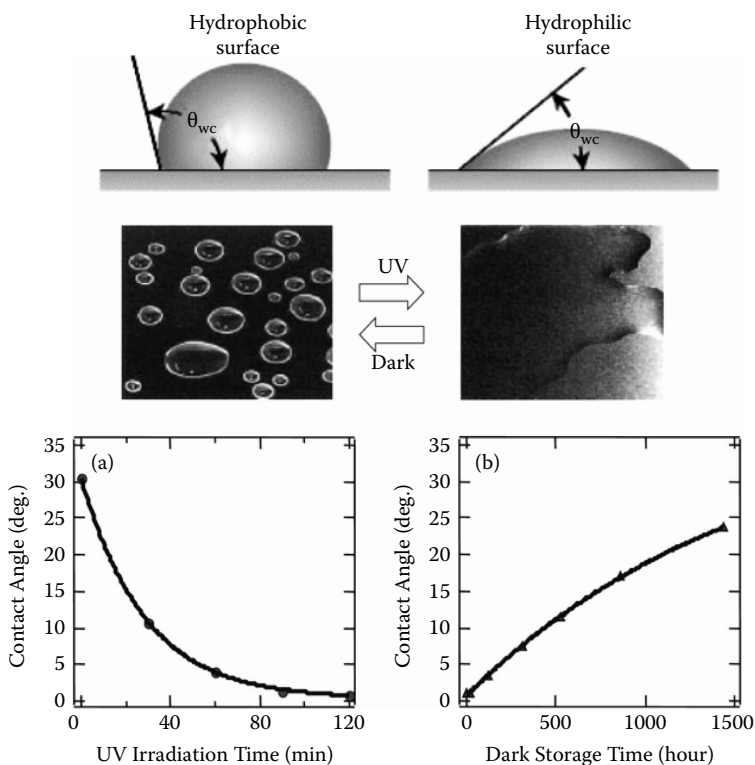 Hydrophobic
surface
Hydrophilic
surface
θwc
θwc
UV
Dark
(a)
35
30
25
20
15
10
5
0
Contact Angle (deg.)
0
40
80
120
UV Irradiation Time (min)
(b)
35
30
25
20
15
10
5
0
Contact Angle (deg.)
0
500
1000
1500
Dark Storage Time (hour)